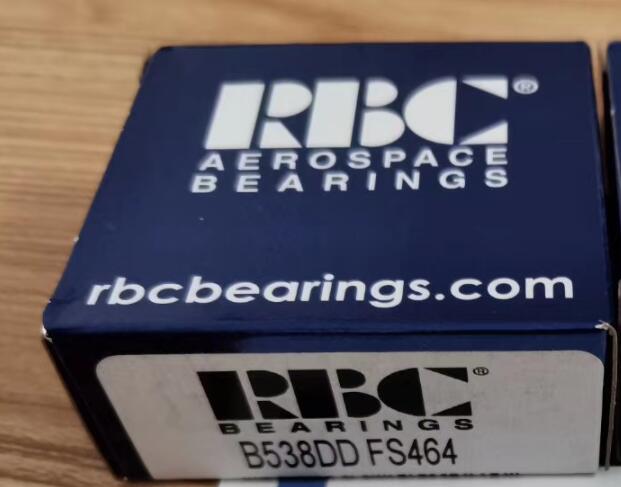 RBC®
AEROSPACE
BEARINGS
rbcbearings.com
RBC®
BEARINGS
B538DD FS464